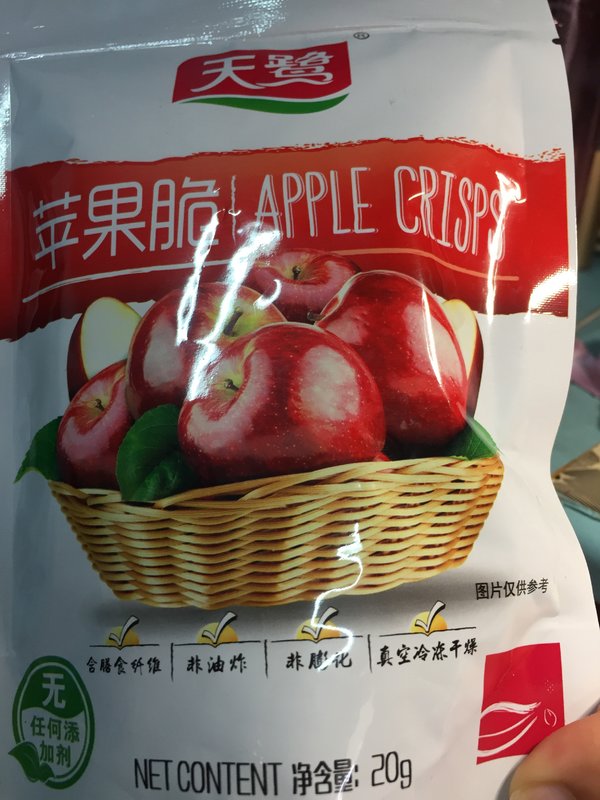 天鹭®
苹果脆 | APPLE CRISPS
图片仅供参考
含膳食纤维 | 非油炸 | 非膨化 | 真空冷冻干燥
无
任何添
加剂
NET CONTENT 净含量: 20g